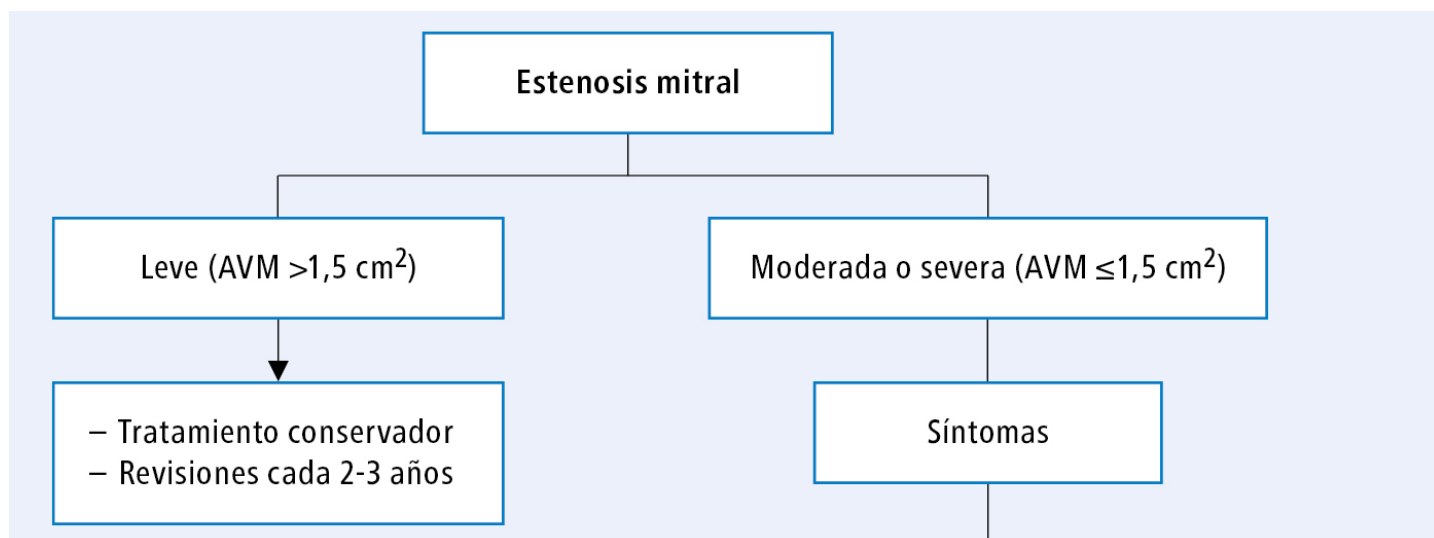 Estenosis mitral
Leve (AVM >1,5 cm²)
Moderada o severa (AVM ≤1,5 cm²)
– Tratamiento conservador
– Revisiones cada 2-3 años
Síntomas